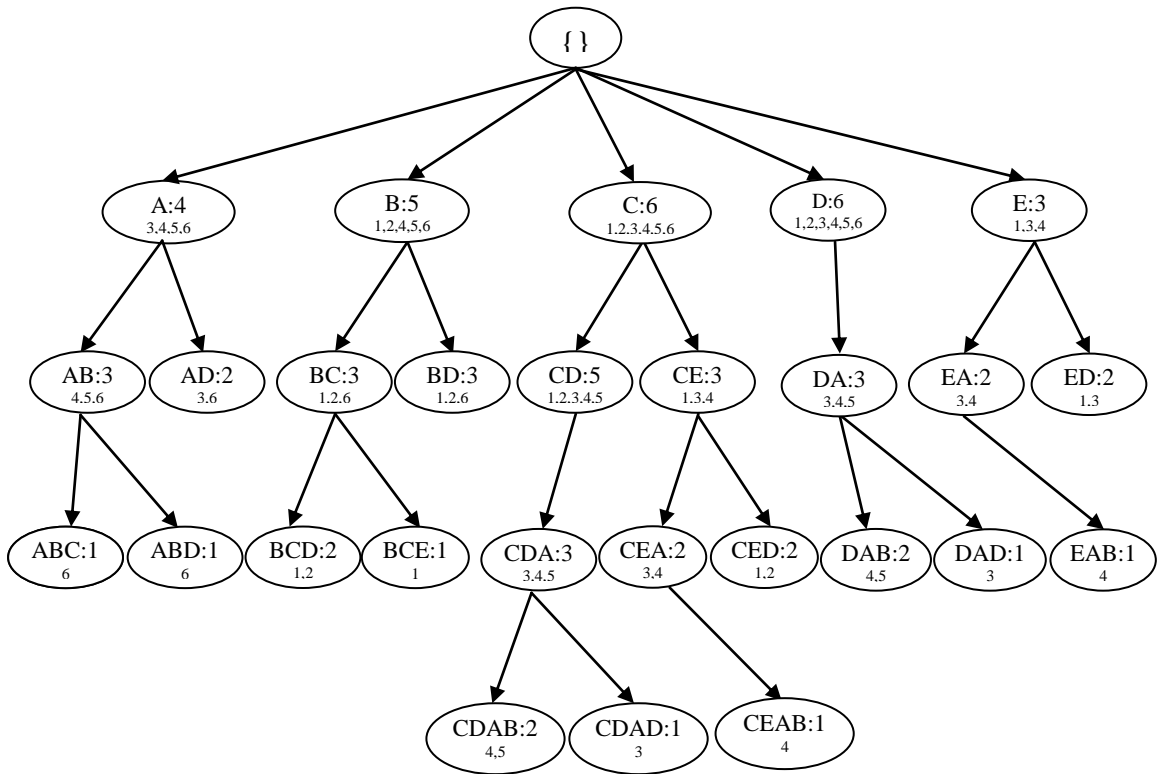 { }
A:4
3,4,5,6
B:5
1,2,4,5,6
C:6
1.2.3.4.5.6
D:6
1,2,3,4,5,6
E:3
1.3.4
AB:3
4.5.6
AD:2
3.6
BC:3
1.2.6
BD:3
1.2.6
CD:5
1.2.3.4.5
CE:3
1.3.4
DA:3
3.4.5
EA:2
3.4
ED:2
1.3
ABC:1
6
ABD:1
6
BCD:2
1,2
BCE:1
1
CDA:3
3.4.5
CEA:2
3,4
CED:2
1,2
DAB:2
4,5
DAD:1
3
EAB:1
4
CDAB:2
4,5
CDAD:1
3
CEAB:1
4